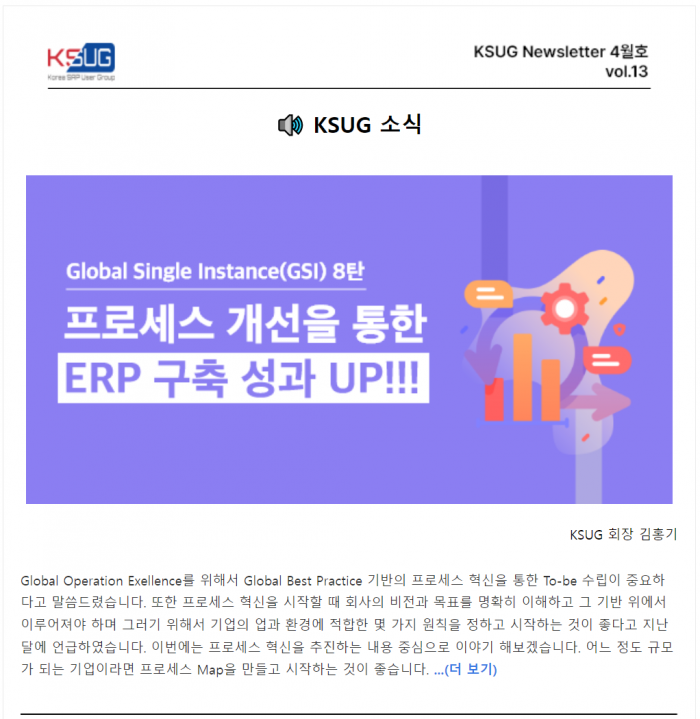 KSUG
Korea SAP User Group
KSUG Newsletter 4월호
vol.13
KSUG 소식
Global Single Instance(GSI) 8탄
프로세스 개선을 통한
ERP 구축 성과 UP!!!
KSUG 회장 김홍기
Global Operation Exellence를 위해서 Global Best Practice 기반의 프로세스 혁신을 통한 To-be 수립이 중요하
다고 말씀드렸습니다. 또한 프로세스 혁신을 시작할 때 회사의 비전과 목표를 명확히 이해하고 그 기반 위에서
이루어져야 하며 그러기 위해서 기업의 업과 환경에 적합한 몇 가지 원칙을 정하고 시작하는 것이 좋다고 지난
달에 언급하였습니다. 이번에는 프로세스 혁신을 추진하는 내용 중심으로 이야기 해보겠습니다. 어느 정도 규모
가 되는 기업이라면 프로세스 Map을 만들고 시작하는 것이 좋습니다. ...(더 보기)